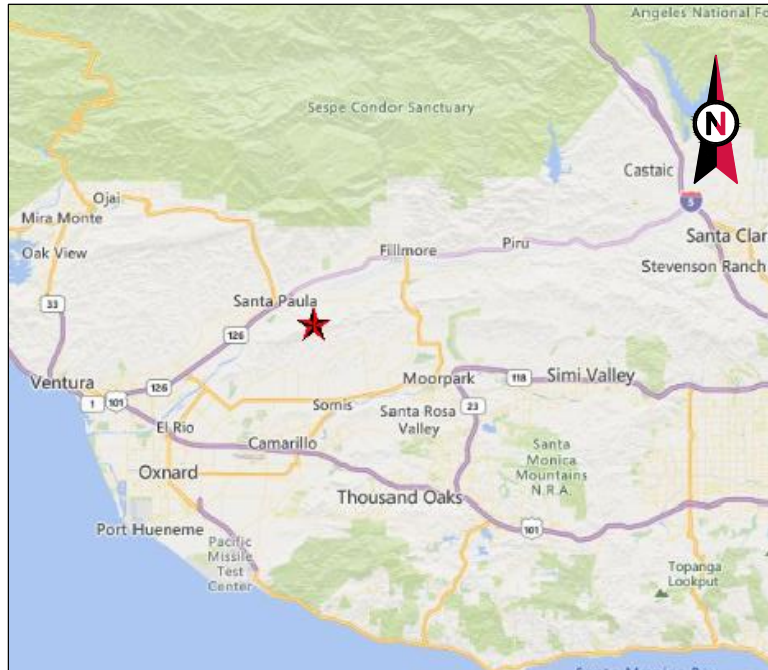 Angeles National Fo
N
Sespe Condor Sanctuary
Castaic
5
Ojai
Mira Monte
Santa Clar
Oak View
Fillmore
Piru
Stevenson Ranch
33
Santa Paula
126
Ventura
126
1
101
Moorpark
118
Simi Valley
Somis
Santa Rosa
Valley
23
El Rio
Camarillo
Santa
Monica
Mountains
N.R.A.
Oxnard
Thousand Oaks
Port Hueneme
101
Pacific
Missile
Test
Center
Topanga
Lookput